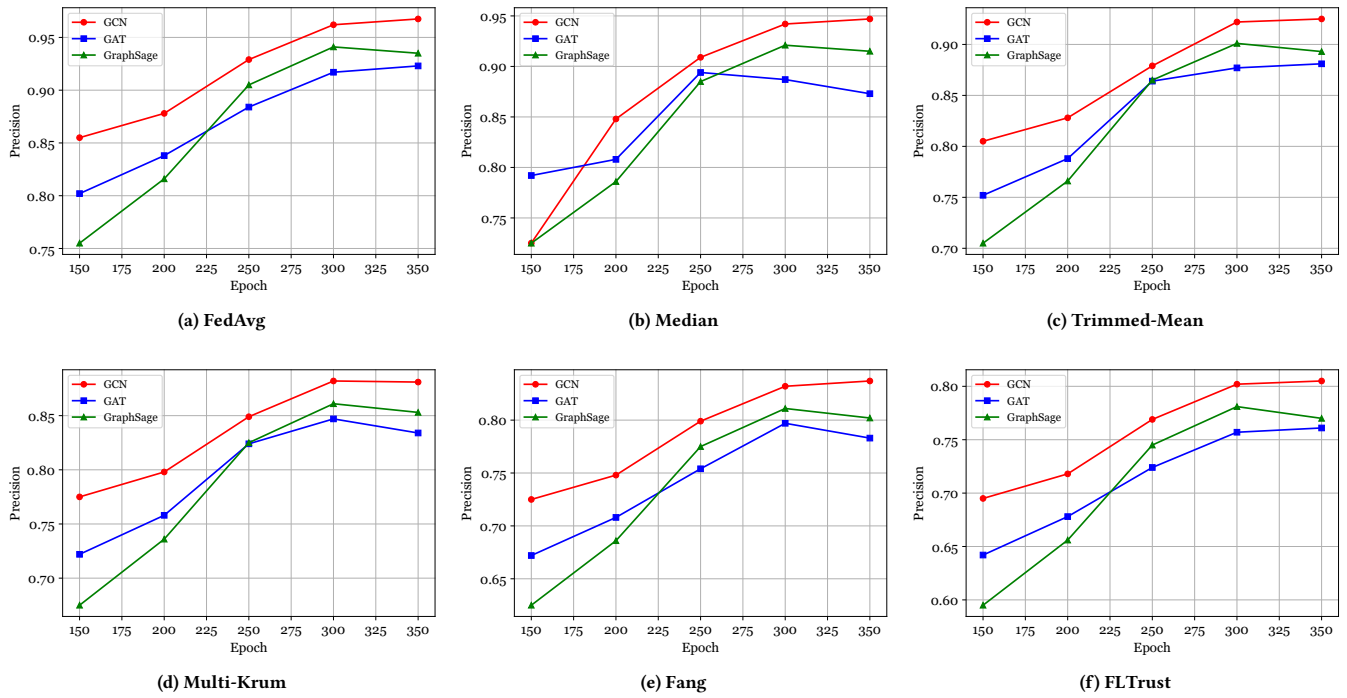 GCN
GAT
GraphSage
0.95
0.90
0.85
0.80
0.75
Precision
150 175 200 225 250 275 300 325 350
Epoch
(a) FedAvg
GCN
GAT
GraphSage
0.95
0.90
0.85
0.80
0.75
Precision
150 175 200 225 250 275 300 325 350
Epoch
(b) Median
GCN
GAT
GraphSage
0.90
0.85
0.80
0.75
0.70
Precision
150 175 200 225 250 275 300 325 350
Epoch
(c) Trimmed-Mean
GCN
GAT
GraphSage
0.85
0.80
0.75
0.70
Precision
150 175 200 225 250 275 300 325 350
Epoch
(d) Multi-Krum
GCN
GAT
GraphSage
0.80
0.75
0.70
0.65
Precision
150 175 200 225 250 275 300 325 350
Epoch
(e) Fang
GCN
GAT
GraphSage
0.80
0.75
0.70
0.65
0.60
Precision
150 175 200 225 250 275 300 325 350
Epoch
(f) FLTrust